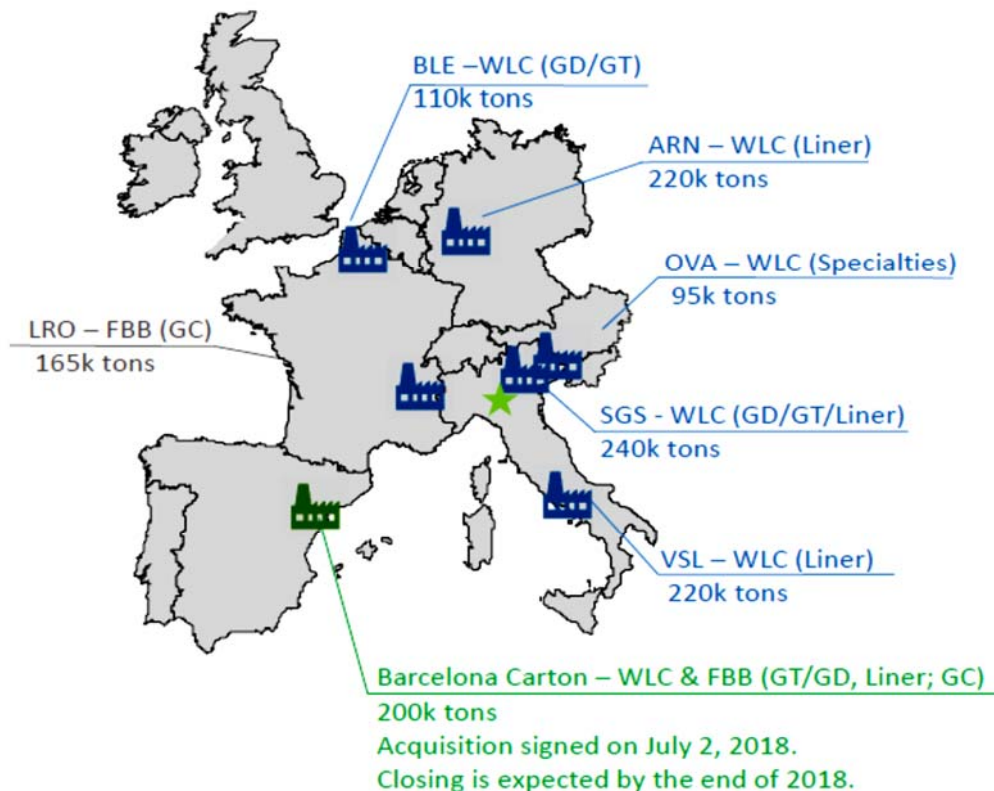 BLE –WLC (GD/GT)
110k tons
ARN – WLC (Liner)
220k tons
OVA – WLC (Specialties)
95k tons
LRO – FBB (GC)
165k tons
SGS - WLC (GD/GT/Liner)
240k tons
VSL – WLC (Liner)
220k tons
Barcelona Carton – WLC & FBB (GT/GD, Liner; GC)
200k tons
Acquisition signed on July 2, 2018.
Closing is expected by the end of 2018.